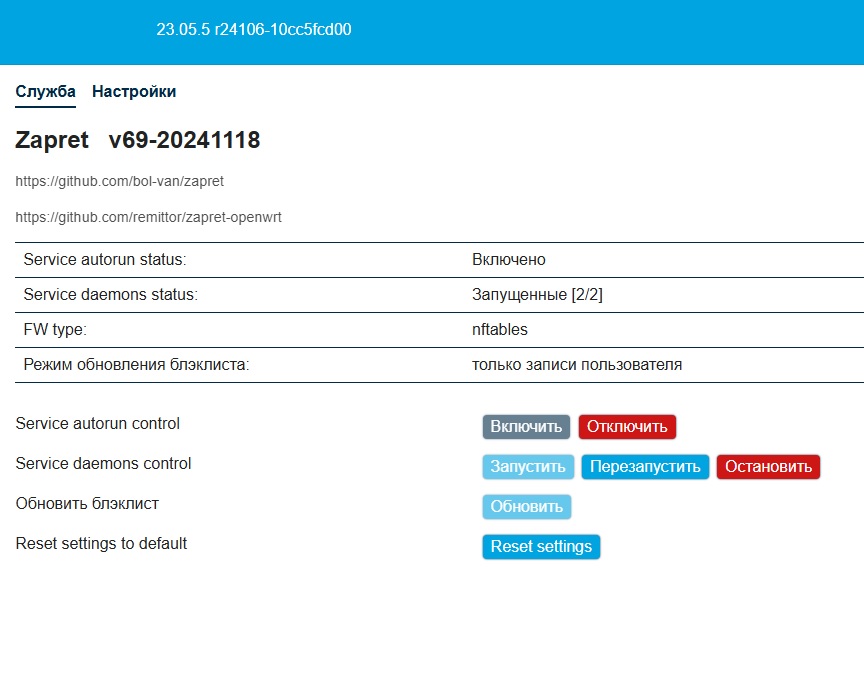 23.05.5 r24106-10cc5fcd00
Служба Настройки
Zapret v69-20241118
https://github.com/bol-van/zapret
https://github.com/remittor/zapret-openwrt
Service autorun status: Включено
Service daemons status: Запущенные [2/2]
FW type: nftables
Режим обновления блэклиста: только записи пользователя
Service autorun control Включить Отключить
Service daemons control Запустить Перезапустить Остановить
Обновить блэклист Обновить
Reset settings to default Reset settings